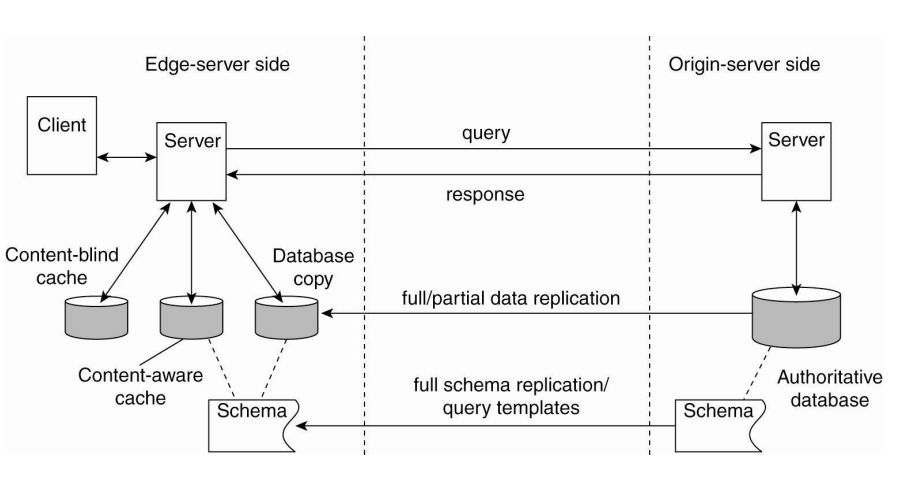 Edge-server side
Origin-server side
Client
Server
query
Server
response
Content-blind
cache
Database
copy
full/partial data replication
Content-aware
cache
full schema replication/
query templates
Authoritative
database
Schema
Schema